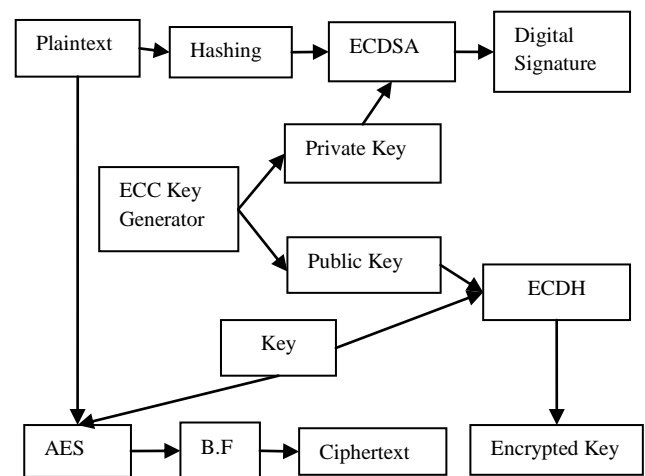 Plaintext
Hashing
ECDSA
Digital
Signature
Private Key
ECC Key
Generator
Public Key
ECDH
Key
AES
B.F
Ciphertext
Encrypted Key